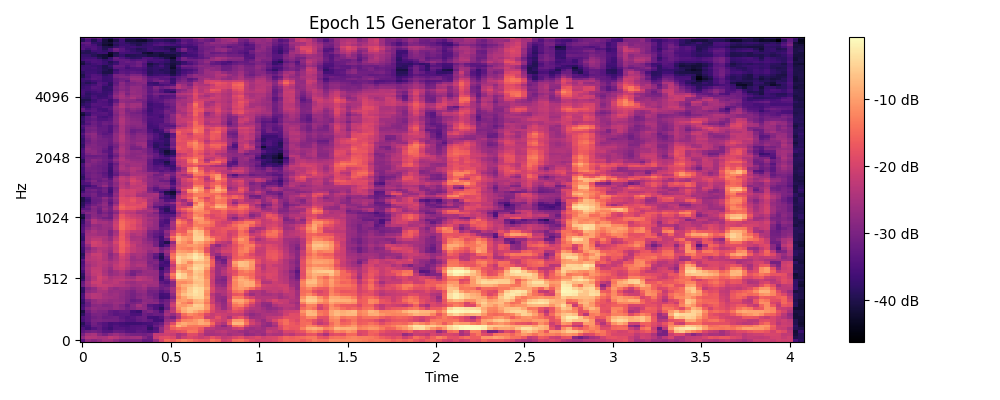 Epoch 15 Generator 1 Sample 1
Hz
4096
2048
1024
512
0
0 0.5 1 1.5 2 2.5 3 3.5 4
Time
-10 dB
-20 dB
-30 dB
-40 dB